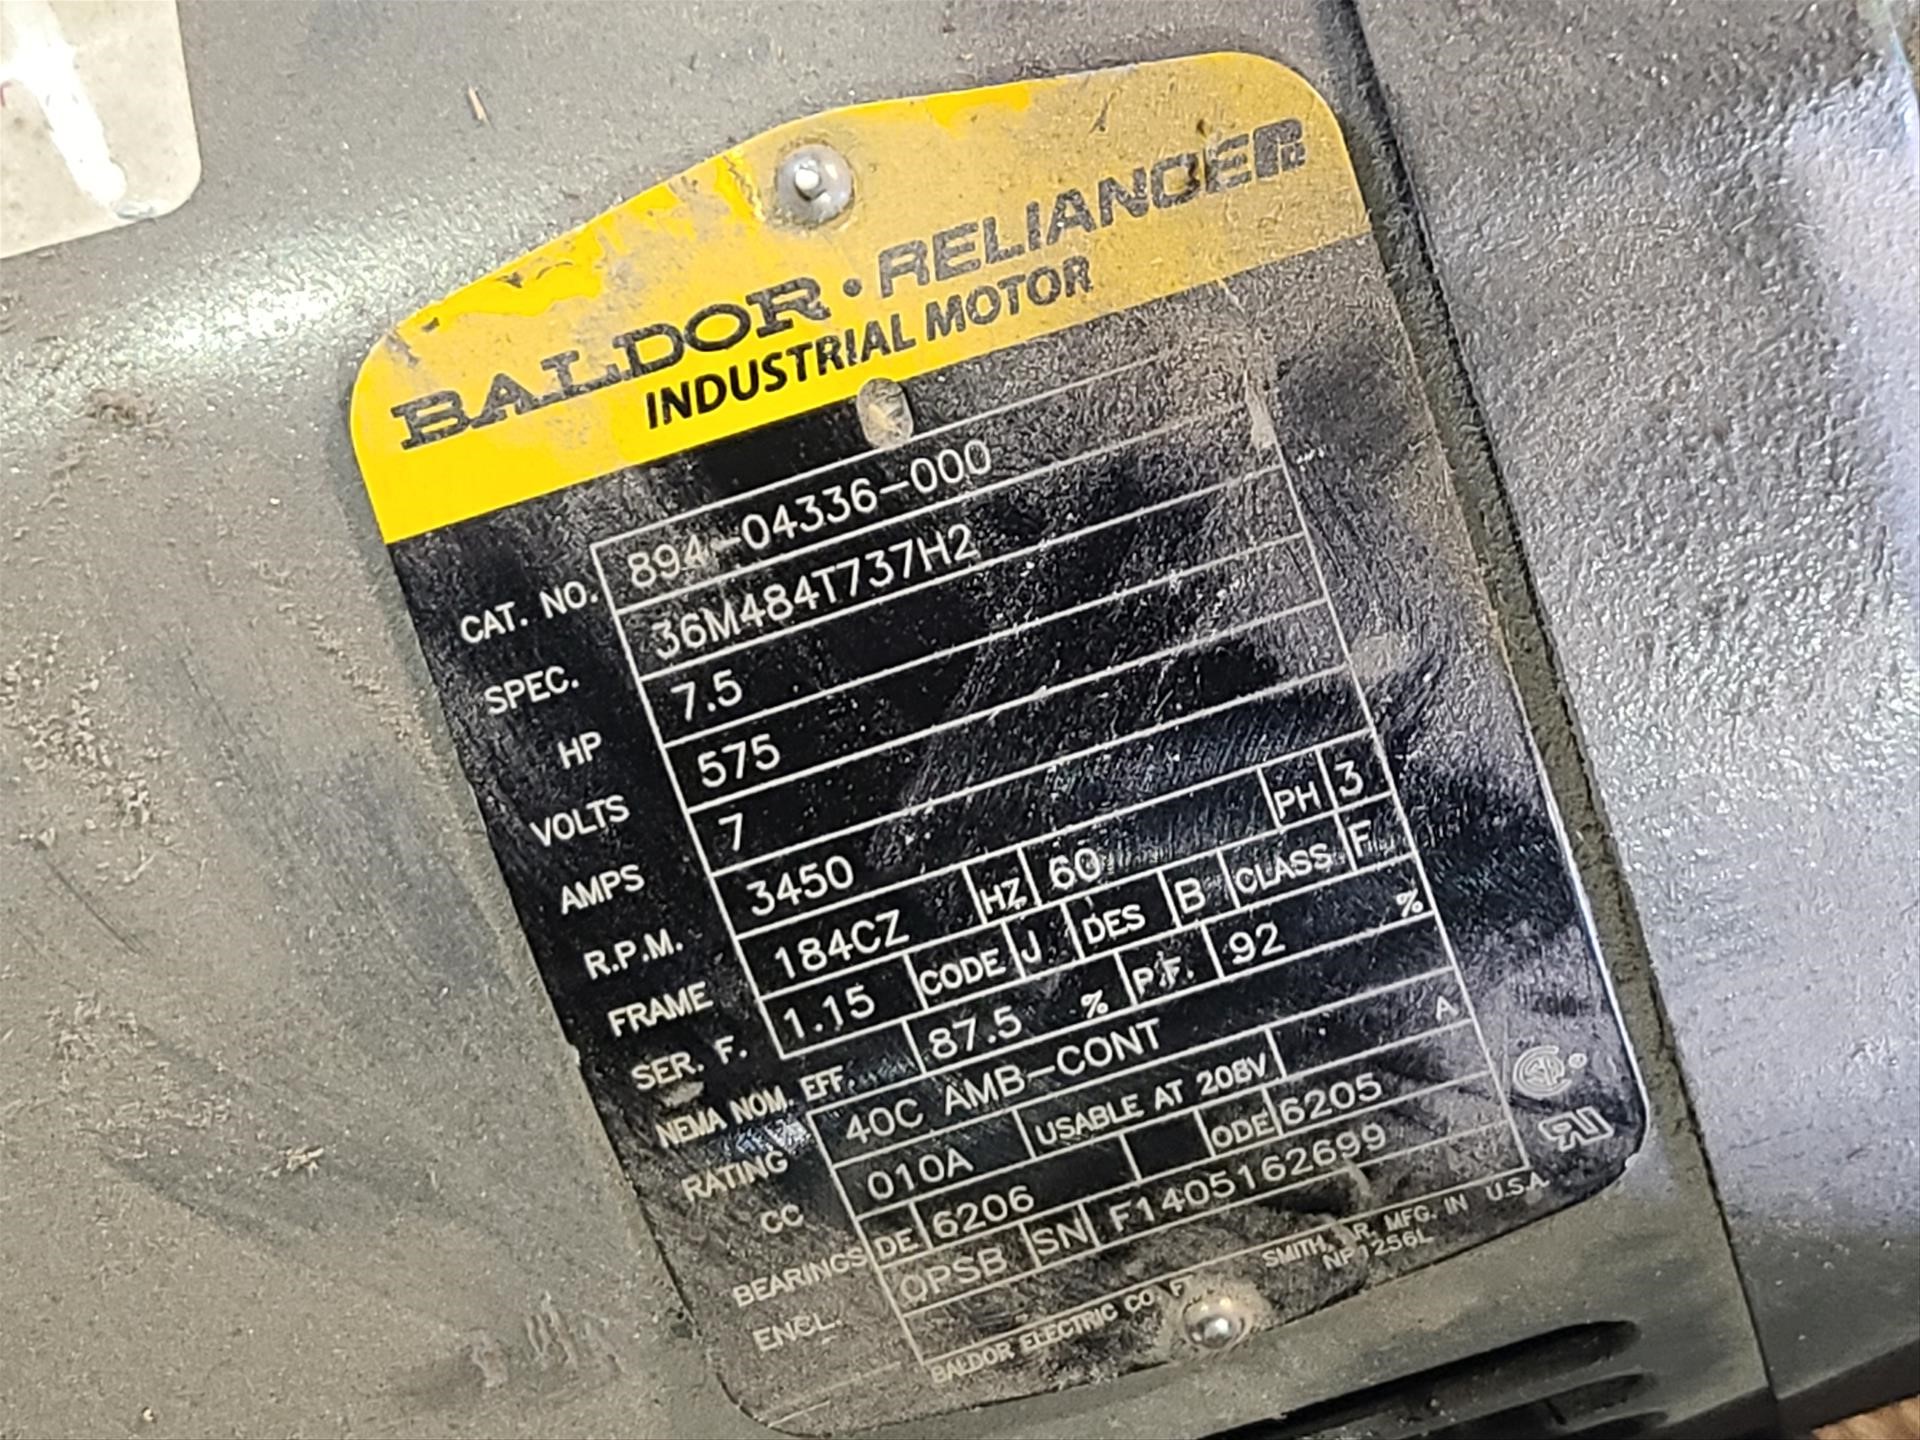 BALDOR • RELIANCE
INDUSTRIAL MOTOR
CAT. NO. 894-04336-000
SPEC. 36M484T737H2
HP 7.5
VOLTS 575
AMPS 7
R.P.M. 3450 HZ 60 PH 3
FRAME 184CZ CODE J DES B CLASS F
SER. F. 1.15 P.F. 92 %
NEMA NOM. EFF. 87.5 %
RATING 40C AMB-CONT
CC 010A USABLE AT 208V A
BEARINGS DE 6206 ODE 6205
ENCL. OPSB SN F1405162699
BALDOR ELECTRIC CO. SMITH, AR. MFG. IN U.S.A.
NP1256L